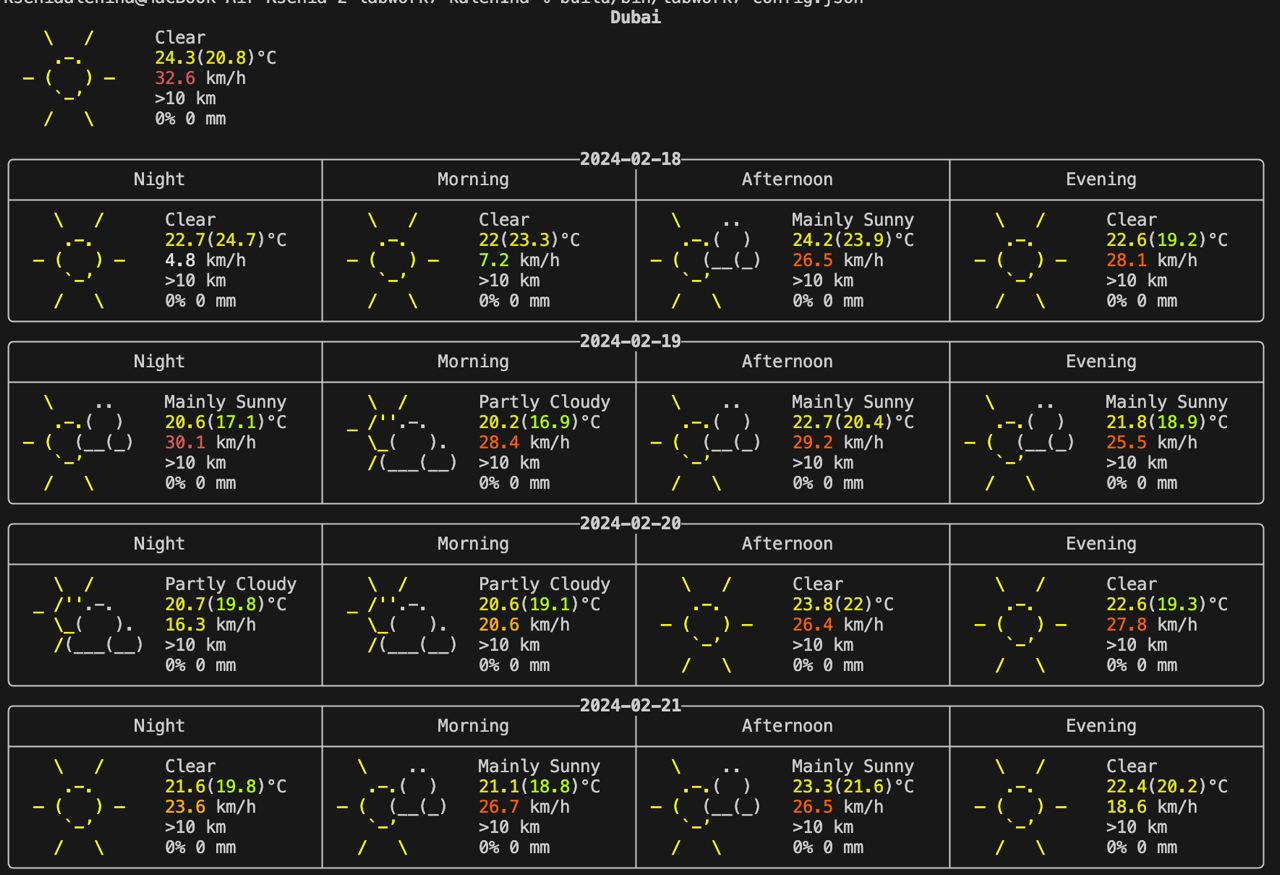 build/bin/labwork7 config.json
Dubai
Clear
24.3(20.8)°C
32.6 km/h
>10 km
0% 0 mm
2024-02-18
Night Morning Afternoon Evening
Clear Clear Mainly Sunny Clear
22.7(24.7)°C 22(23.3)°C 24.2(23.9)°C 22.6(19.2)°C
4.8 km/h 7.2 km/h 26.5 km/h 28.1 km/h
>10 km >10 km >10 km >10 km
0% 0 mm 0% 0 mm 0% 0 mm 0% 0 mm
2024-02-19
Night Morning Afternoon Evening
Mainly Sunny Partly Cloudy Mainly Sunny Mainly Sunny
20.6(17.1)°C 20.2(16.9)°C 22.7(20.4)°C 21.8(18.9)°C
30.1 km/h 28.4 km/h 29.2 km/h 25.5 km/h
>10 km >10 km >10 km >10 km
0% 0 mm 0% 0 mm 0% 0 mm 0% 0 mm
2024-02-20
Night Morning Afternoon Evening
Partly Cloudy Partly Cloudy Clear Clear
20.7(19.8)°C 20.6(19.1)°C 23.8(22)°C 22.6(19.3)°C
16.3 km/h 20.6 km/h 26.4 km/h 27.8 km/h
>10 km >10 km >10 km >10 km
0% 0 mm 0% 0 mm 0% 0 mm 0% 0 mm
2024-02-21
Night Morning Afternoon Evening
Clear Mainly Sunny Mainly Sunny Clear
21.6(19.8)°C 21.1(18.8)°C 23.3(21.6)°C 22.4(20.2)°C
23.6 km/h 26.7 km/h 26.5 km/h 18.6 km/h
>10 km >10 km >10 km >10 km
0% 0 mm 0% 0 mm 0% 0 mm 0% 0 mm